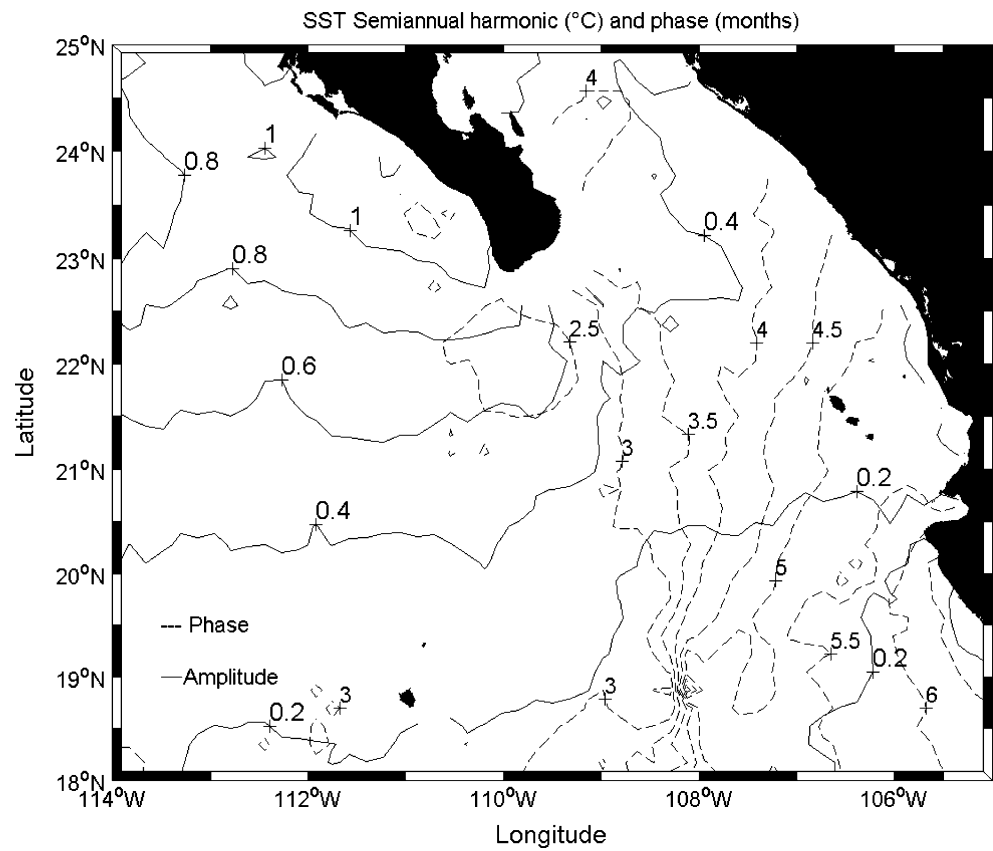 SST Semiannual harmonic (°C) and phase (months)
25°N
4
24°N
1
0.8
1
0.4
23°N
0.8
22°N
2.5
4
4.5
0.6
3.5
21°N
3
0.2
0.4
20°N
5
--- Phase
5.5
19°N
Amplitude
0.2
3
3
6
0.2
18°N
114°W 112°W 110°W 108°W 106°W
Longitude
Latitude